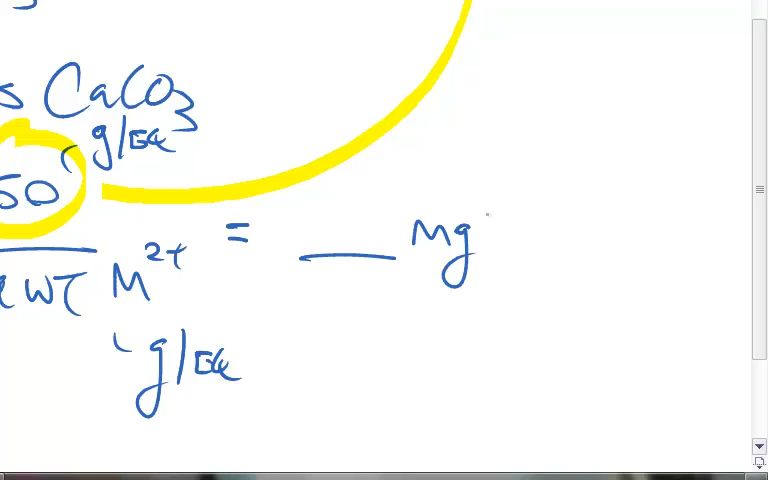 s CaCO3
g/EQ
50
= ___ Mg
WT M2+
g/EQ